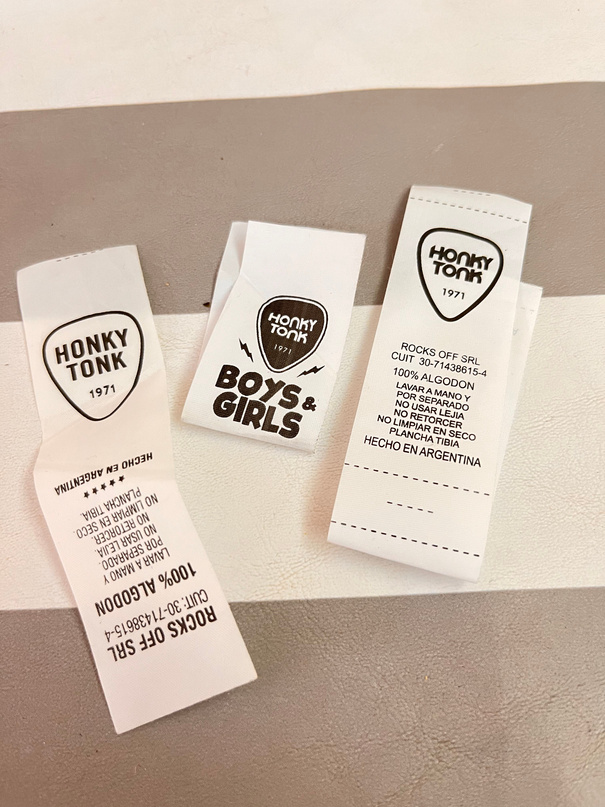 HONKY
TONK
1971
HECHO EN ARGENTINA
★★★★★
PLANCHA TIBIA.
NO LIMPIAR EN SECO.
NO RETORCER.
NO USAR LEJIA.
POR SEPARADO.
LAVAR A MANO Y
100% ALGODON
CUIT: 30-71438615-4
ROCKS OFF SRL
HONKY
TONK
1971
BOYS &
GIRLS
HONKY
TONK
1971
ROCKS OFF SRL
CUIT 30-71438615-4
100% ALGODON
LAVAR A MANO Y
POR SEPARADO
NO USAR LEJIA
NO RETORCER
NO LIMPIAR EN SECO
PLANCHA TIBIA
HECHO EN ARGENTINA